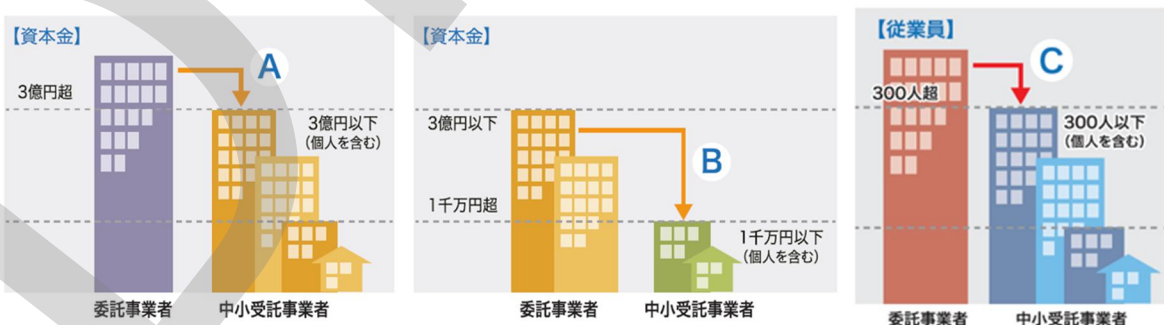 【資本金】
A
3億円超
3億円以下
(個人を含む)
委託事業者
中小受託事業者
【資本金】
3億円以下
B
1千万円超
1千万円以下
(個人を含む)
委託事業者
中小受託事業者
【従業員】
C
300人超
300人以下
(個人を含む)
委託事業者
中小受託事業者